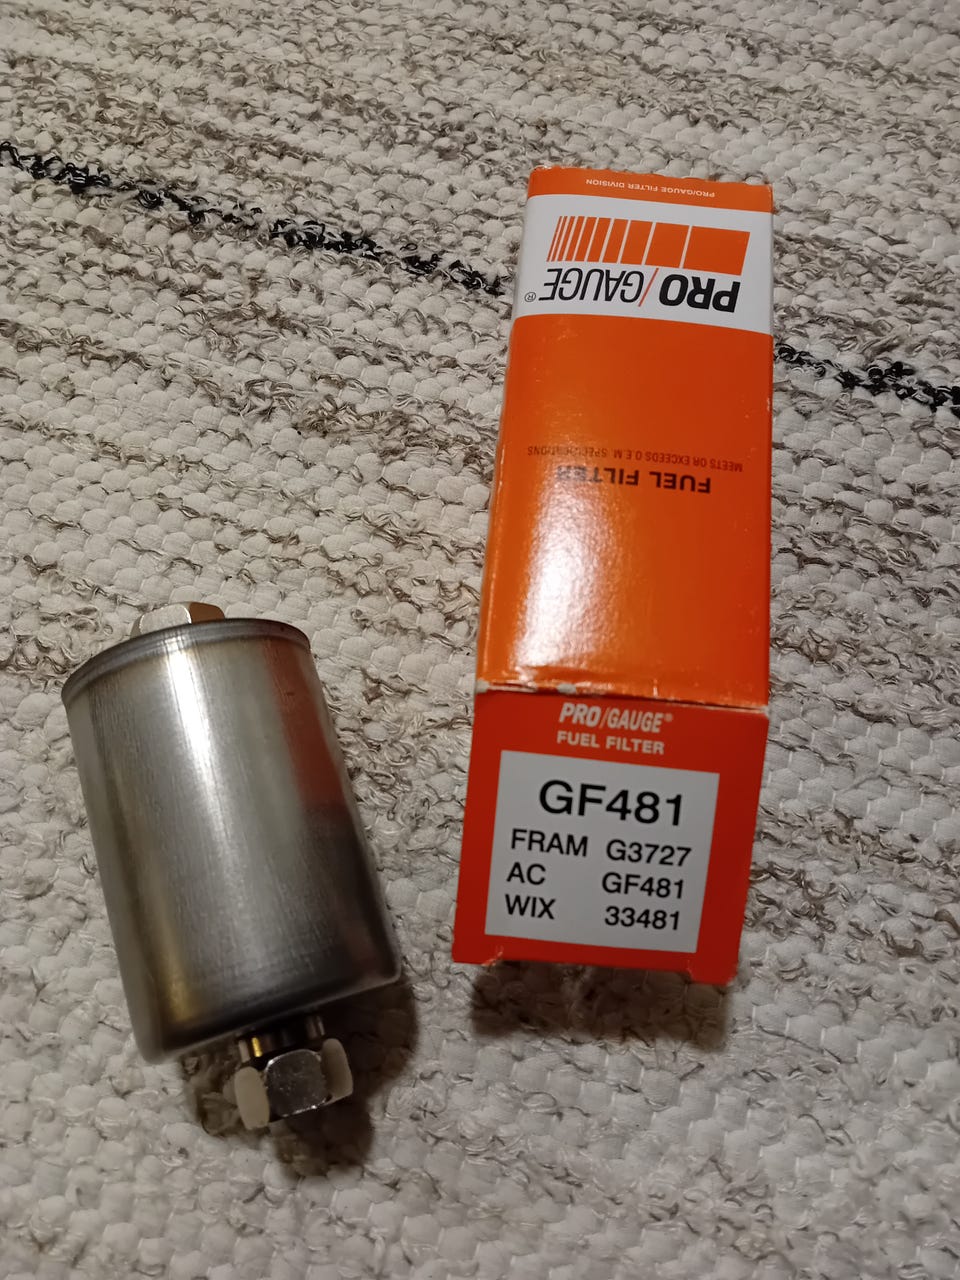 PRO/GAUGE FILTER DIVISION
PRO/GAUGE®
FUEL FILTER
MEETS OR EXCEEDS O.E.M. SPECIFICATIONS
PRO/GAUGE®
FUEL FILTER
GF481
FRAM G3727
AC GF481
WIX 33481